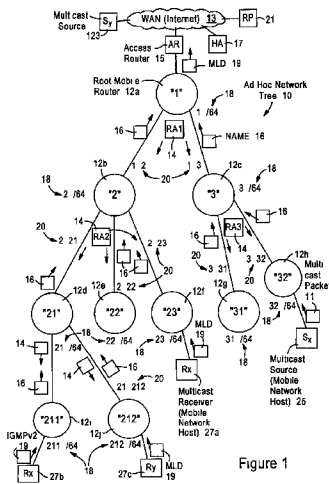 Multicast Source
Sy
123
WAN (Internet) 13
RP
21
AR
HA
17
Access Router 15
MLD 19
Root Mobile Router 12a
"1"
Ad Hoc Network Tree 10
18
1 /64
16
RA1
14
NAME 16
12b
1
2
20
1
3
12c
18
2 /64
"2"
"3"
3 /64
18
14
16
20
2 21
RA2
16
2 22
20
2 23
16
12g
RA3
14
3 31
20
3 32
12h
16
12d
12e
12f
"21"
"22"
"23"
"31"
"32"
Multicast Packet 11
14
21 /64
18
22 /64
18
23 /64
MLD 19
31 /64
18
32 /64
18
16
14
16
21 212
20
Rx
Multicast Receiver (Mobile Network Host) 27a
Sx
Multicast Source (Mobile Network Host) 25
"211"
12i
"212"
12j
IGMPv2 19
211 /64
18
212 /64
MLD 19
Rx
27b
Ry
27c
Figure 1